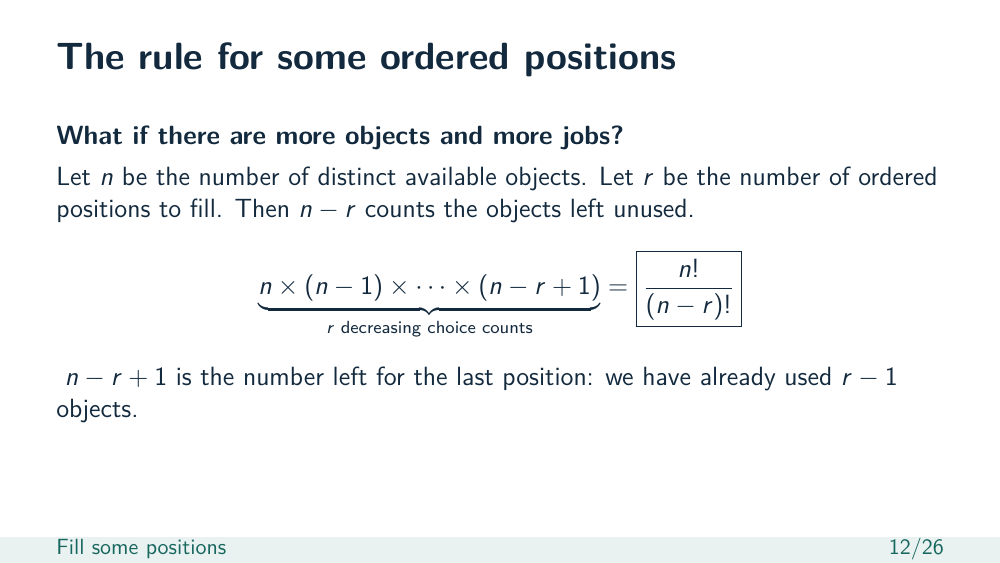 The rule for some ordered positions
What if there are more objects and more jobs?
Let n be the number of distinct available objects. Let r be the number of ordered
positions to fill. Then n − r counts the objects left unused.
n × (n − 1) × ⋯ × (n − r + 1) = n! / (n − r)!
r decreasing choice counts
n − r + 1 is the number left for the last position: we have already used r − 1
objects.
Fill some positions 12/26